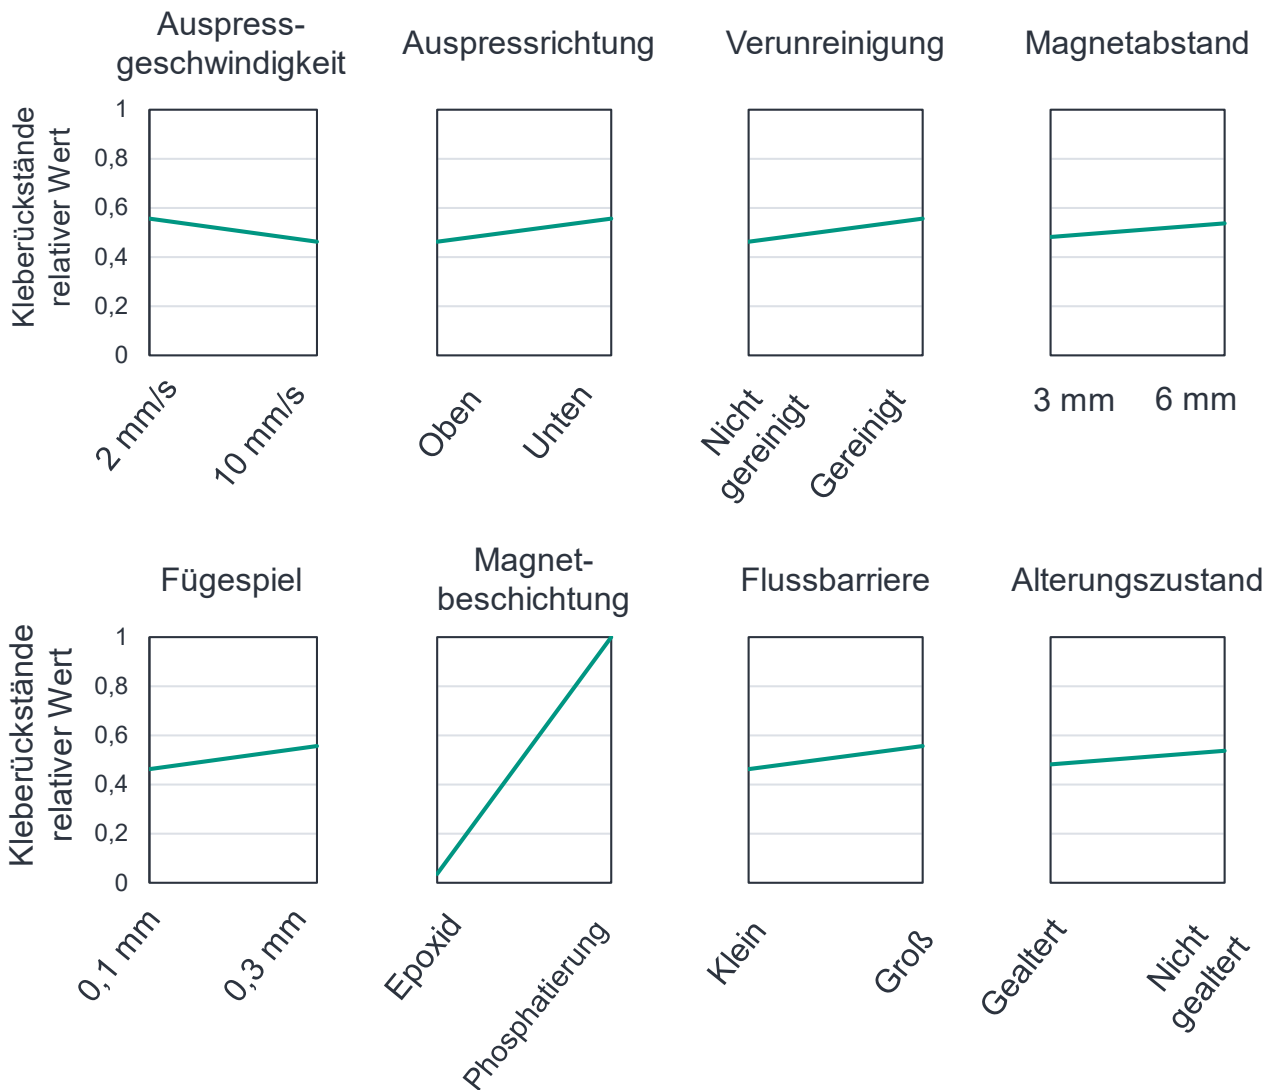 Auspress-
geschwindigkeit
Auspressrichtung
Verunreinigung
Magnetabstand
Kleberückstände
relativer Wert
1
0,8
0,6
0,4
0,2
0
2 mm/s
10 mm/s
Oben
Unten
Nicht
gereinigt
Gereinigt
3 mm
6 mm
Fügespiel
Magnet-
beschichtung
Flussbarriere
Alterungszustand
Kleberückstände
relativer Wert
1
0,8
0,6
0,4
0,2
0
0,1 mm
0,3 mm
Epoxid
Phosphatierung
Klein
Groß
Gealtert
Nicht
gealtert